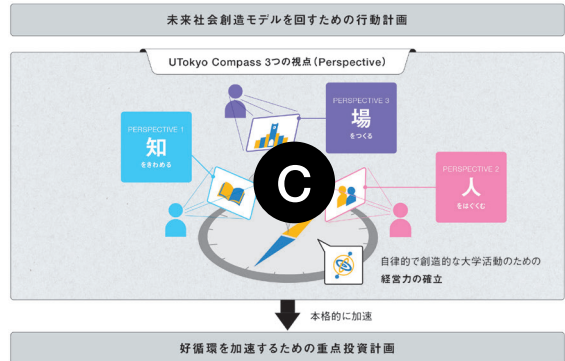 未来社会創造モデルを回すための行動計画
UTokyo Compass 3つの視点(Perspective)
PERSPECTIVE 3
場
をつくる
PERSPECTIVE 1
知
をきわめる
C
PERSPECTIVE 2
人
をはぐくむ
自律的で創造的な大学活動のための
経営力の確立
本格的に加速
好循環を加速するための重点投資計画